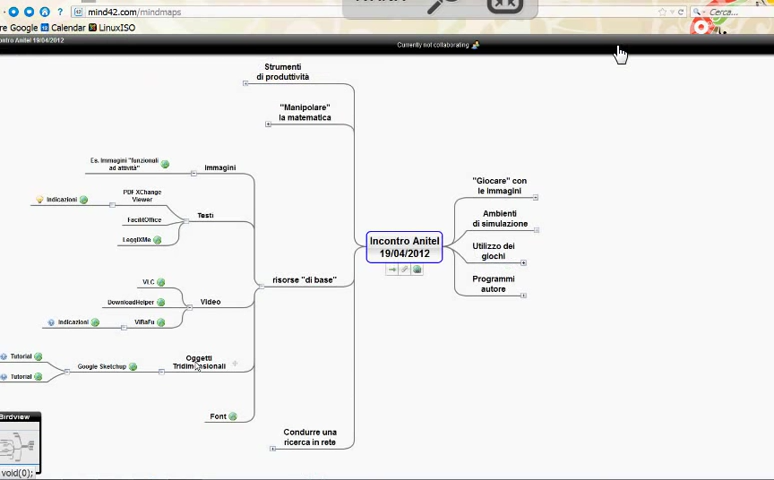 mind42.com/mindmaps
Cerca...
Google
Calendar
LinuxISO
ncontro Anitel 19/04/2012
Currently not collaborating
Strumenti
di produttività
"Manipolare"
la matematica
Es. Immagini "funzionali
ad attività"
Immagini
PDF XChange
Viewer
Indicazioni
FacilitOffice
Testi
LeggiXMe
"Giocare" con
le immagini
Ambienti
di simulazione
Incontro Anitel
19/04/2012
Utilizzo dei
giochi
Programmi
autore
risorse "di base"
VLC
DownloadHelper
Video
Indicazioni
VifiaFu
Oggetti
Tridimensionali
Tutorial
Google Sketchup
Tutorial
Font
Condurre una
ricerca in rete
Birdview
void(0);